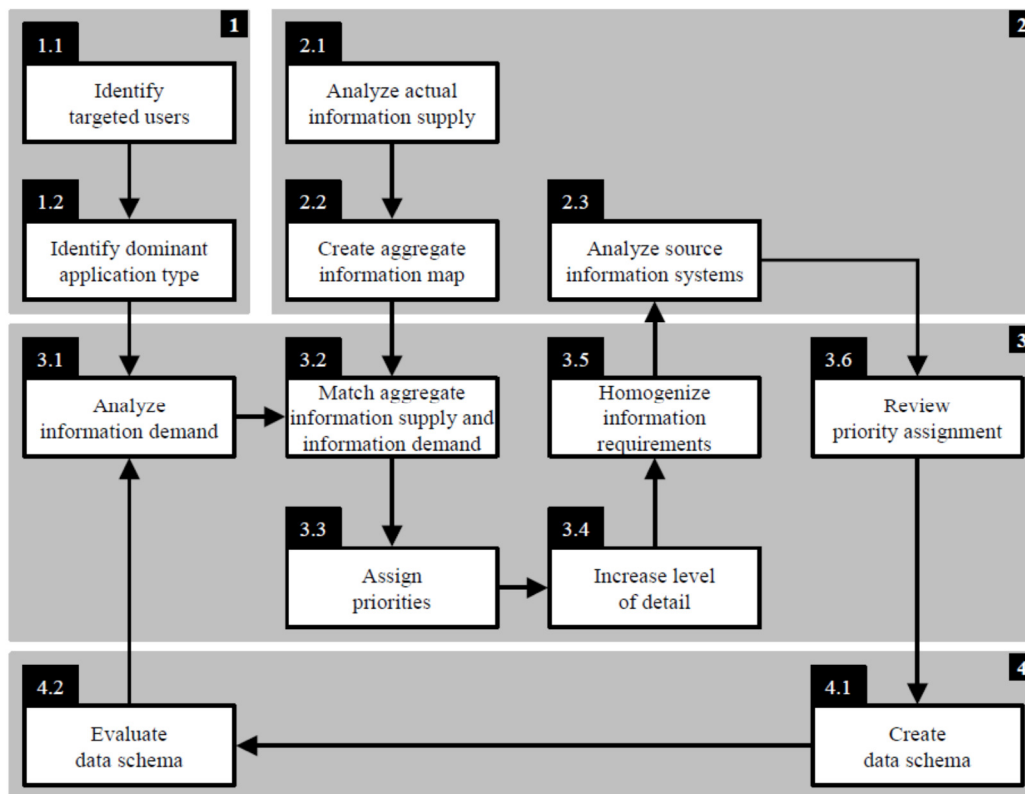 1
1.1
Identify
targeted users
1.2
Identify dominant
application type
2
2.1
Analyze actual
information supply
2.2
Create aggregate
information map
2.3
Analyze source
information systems
3
3.1
Analyze
information demand
3.2
Match aggregate
information supply and
information demand
3.3
Assign
priorities
3.4
Increase level
of detail
3.5
Homogenize
information
requirements
3.6
Review
priority assignment
4
4.1
Create
data schema
4.2
Evaluate
data schema